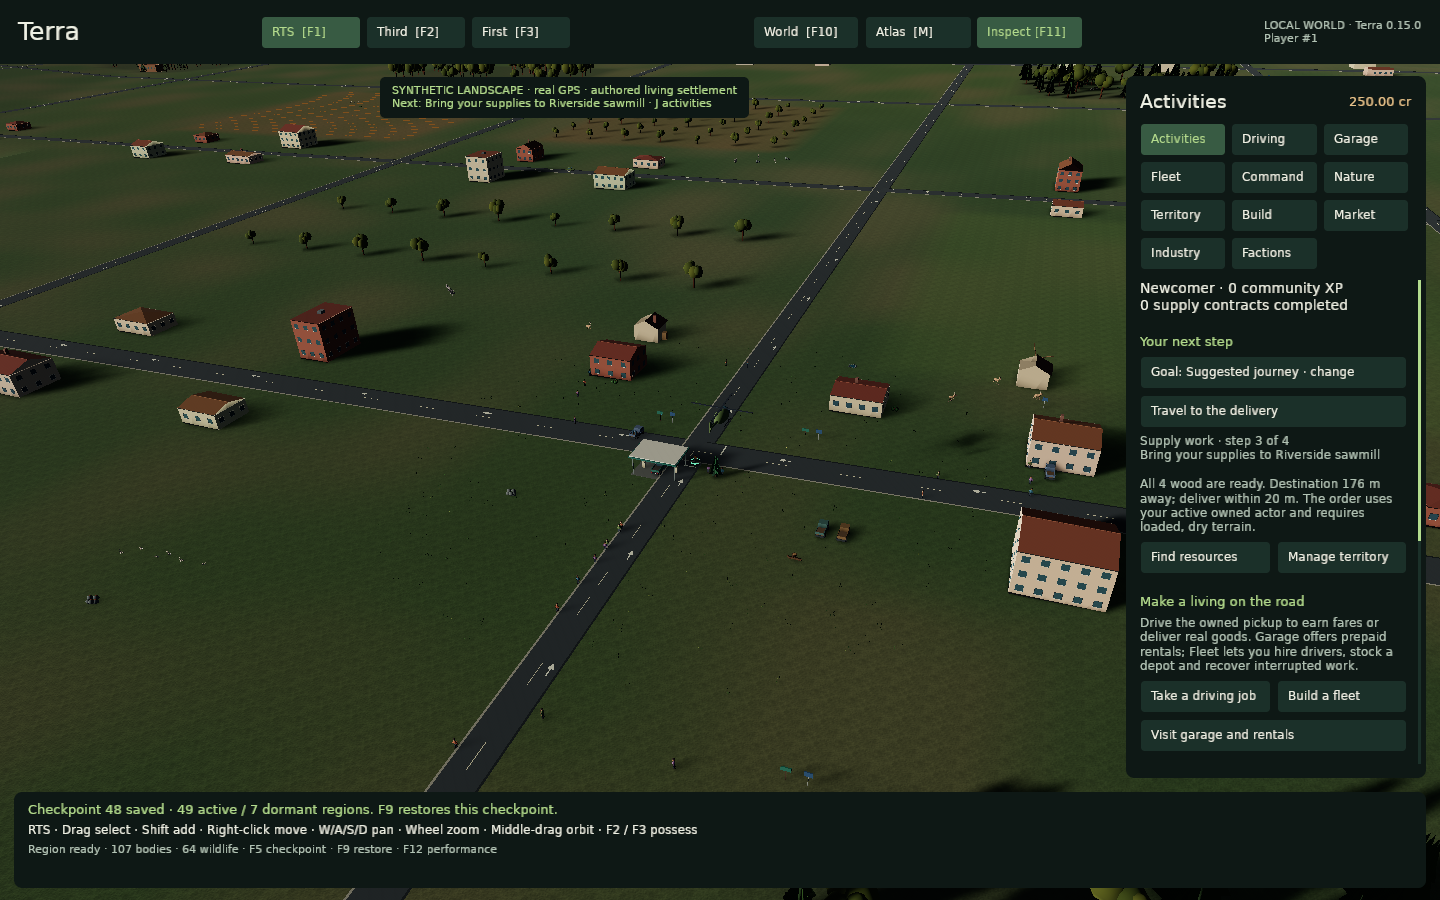 Terra
RTS [F1]
Third [F2]
First [F3]
World [F10]
Atlas [M]
Inspect [F11]
LOCAL WORLD · Terra 0.15.0
Player #1
SYNTHETIC LANDSCAPE · real GPS · authored living settlement
Next: Bring your supplies to Riverside sawmill · J activities
Activities
250.00 cr
Activities
Driving
Garage
Fleet
Command
Nature
Territory
Build
Market
Industry
Factions
Newcomer · 0 community XP
0 supply contracts completed
Your next step
Goal: Suggested journey · change
Travel to the delivery
Supply work · step 3 of 4
Bring your supplies to Riverside sawmill
All 4 wood are ready. Destination 176 m
away; deliver within 20 m. The order uses
your active owned actor and requires
loaded, dry terrain.
Find resources
Manage territory
Make a living on the road
Drive the owned pickup to earn fares or
deliver real goods. Garage offers prepaid
rentals; Fleet lets you hire drivers, stock a
depot and recover interrupted work.
Take a driving job
Build a fleet
Visit garage and rentals
Checkpoint 48 saved · 49 active / 7 dormant regions. F9 restores this checkpoint.
RTS · Drag select · Shift add · Right-click move · W/A/S/D pan · Wheel zoom · Middle-drag orbit · F2 / F3 possess
Region ready · 107 bodies · 64 wildlife · F5 checkpoint · F9 restore · F12 performance